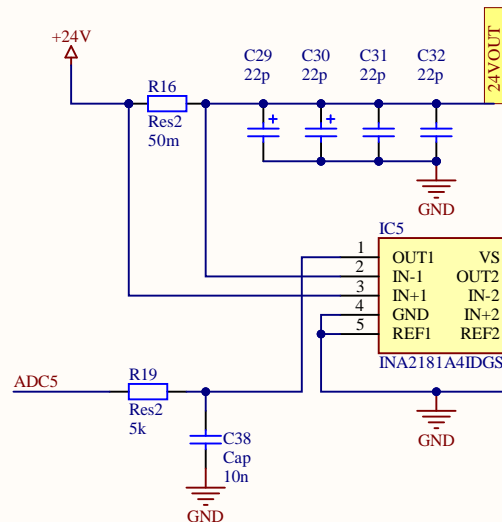 +24V
C29
22p
C30
22p
C31
22p
C32
22p
24VOUT
R16
Res2
50m
GND
IC5
1 OUT1 VS
2 IN-1 OUT2
3 IN+1 IN-2
4 GND IN+2
5 REF1 REF2
INA2181A4IDGS
ADC5
R19
Res2
5k
C38
Cap
10n
GND
GND